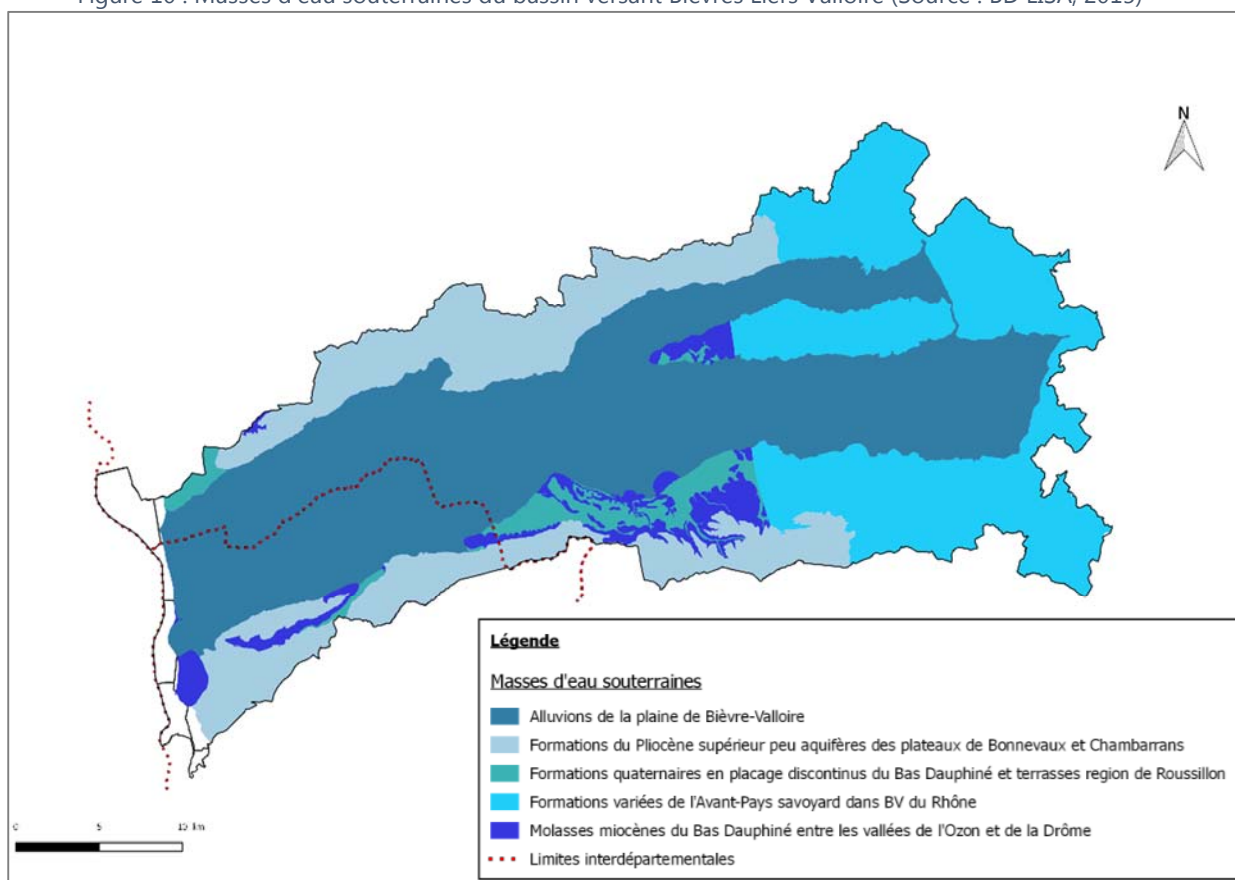 Figure 10 : Masses d'eau souterraines du bassin versant Bièvres Liers Valloire (Source : BD LISA, 2015)
N
Légende
Masses d'eau souterraines
Alluvions de la plaine de Bièvre-Valloire
Formations du Pliocène supérieur peu aquifères des plateaux de Bonnevaux et Chambarrans
Formations quaternaires en placage discontinus du Bas Dauphiné et terrasses region de Roussillon
Formations variées de l'Avant-Pays savoyard dans BV du Rhône
Molasses miocènes du Bas Dauphiné entre les vallées de l'Ozon et de la Drôme
Limites interdépartementales
0 5 10 km